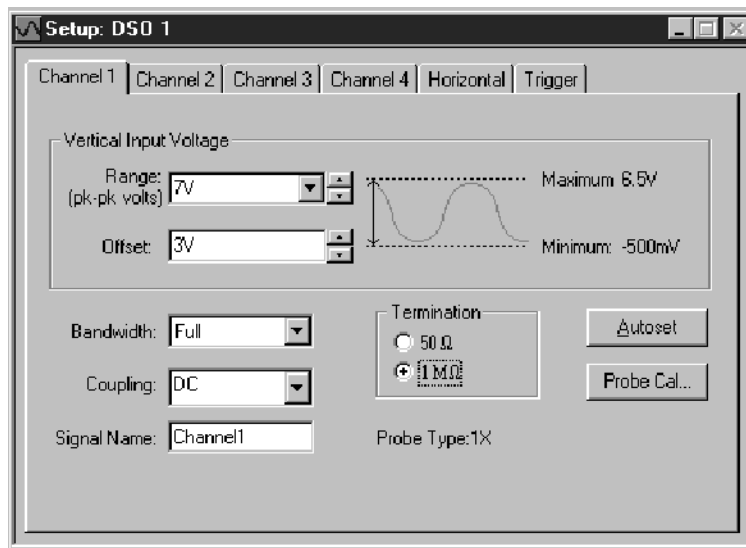 Setup: DSO 1
Channel 1 Channel 2 Channel 3 Channel 4 Horizontal Trigger
Vertical Input Voltage
Range:
(pk-pk volts)
7V
Maximum 6.5V
Offset: 3V
Minimum: -500mV
Bandwidth: Full
Termination
50 Ω
1 MΩ
Autoset
Coupling: DC
Probe Cal...
Signal Name: Channel1
Probe Type:1X